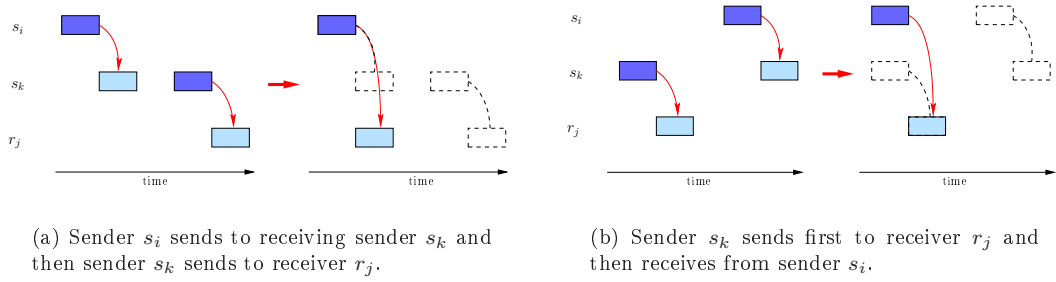 s_i
s_k
r_j
time
time
(a) Sender s_i sends to receiving sender s_k and
then sender s_k sends to receiver r_j.
s_i
s_k
r_j
time
time
(b) Sender s_k sends first to receiver r_j and
then receives from sender s_i.